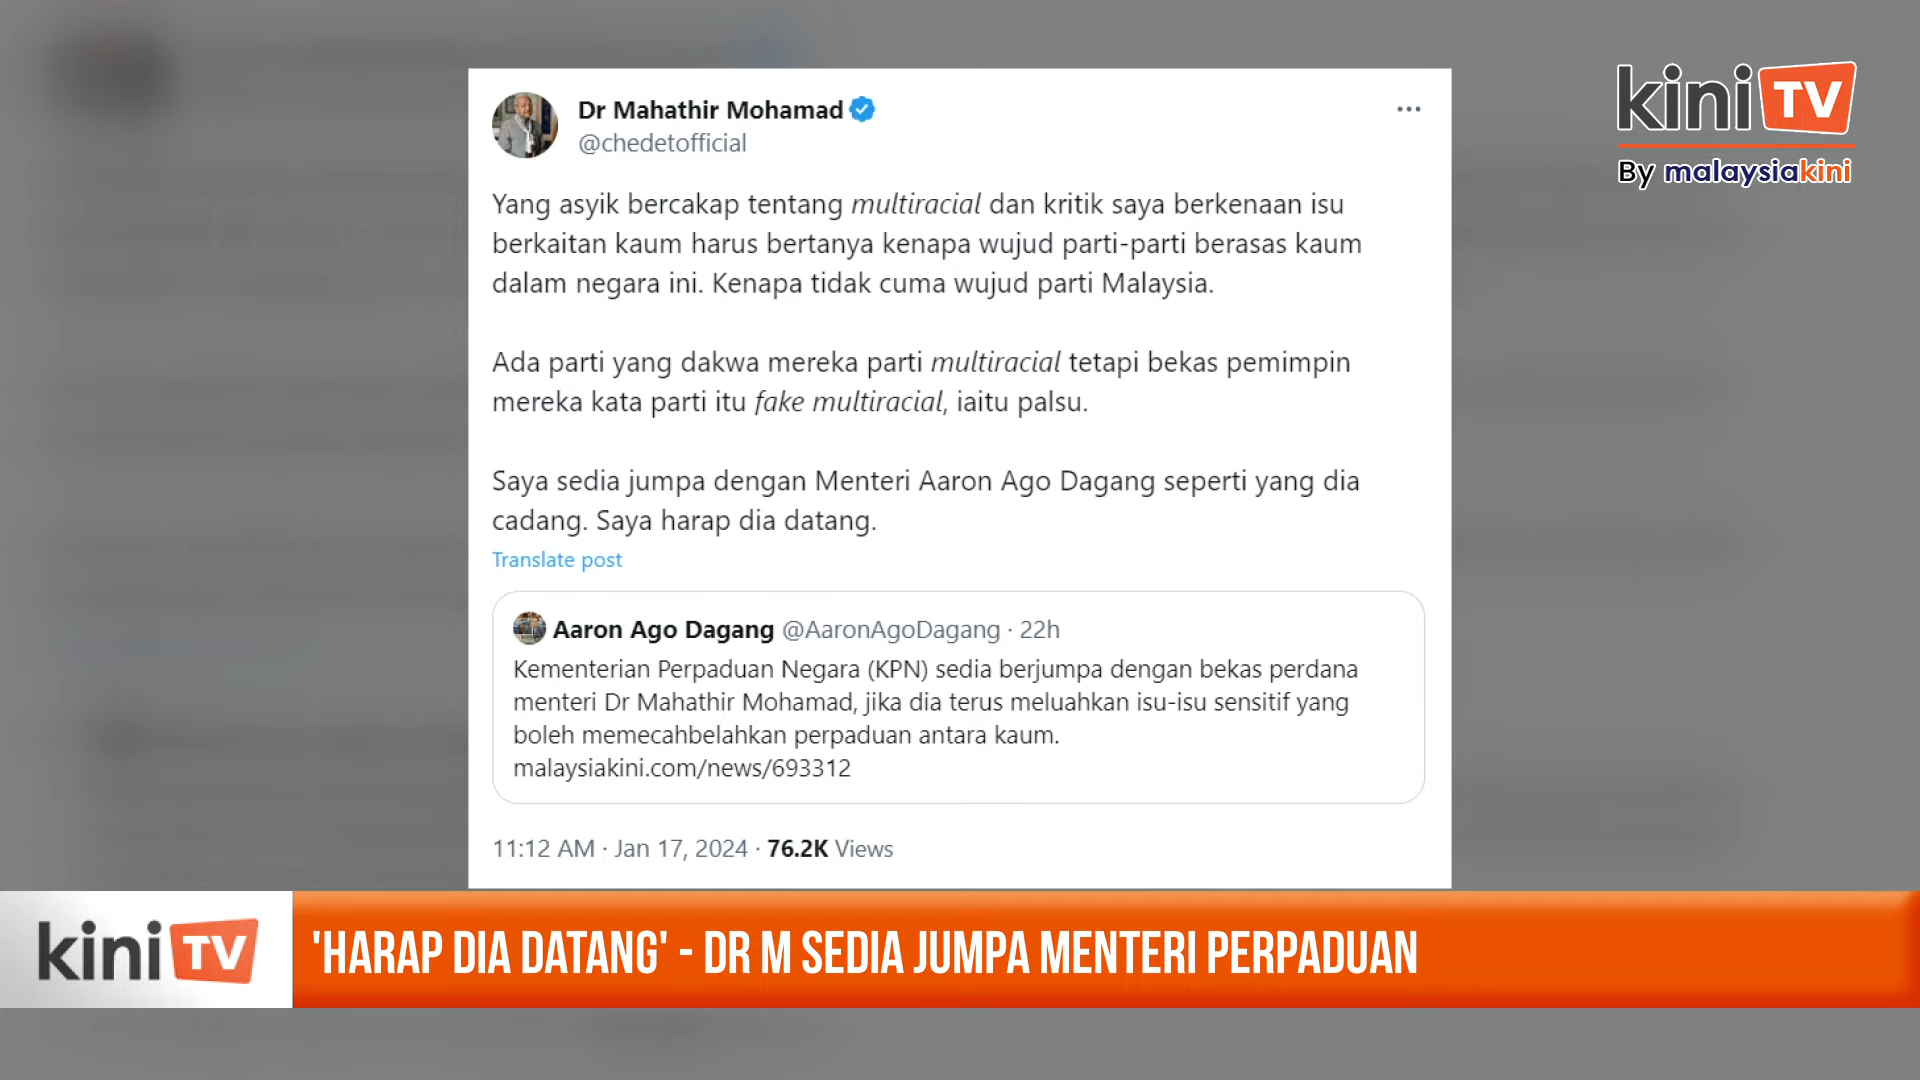 Dr Mahathir Mohamad
@chedetofficial
kini TV
By malaysiakini
Yang asyik bercakap tentang multiracial dan kritik saya berkenaan isu
berkaitan kaum harus bertanya kenapa wujud parti-parti berasas kaum
dalam negara ini. Kenapa tidak cuma wujud parti Malaysia.
Ada parti yang dakwa mereka parti multiracial tetapi bekas pemimpin
mereka kata parti itu fake multiracial, iaitu palsu.
Saya sedia jumpa dengan Menteri Aaron Ago Dagang seperti yang dia
cadang. Saya harap dia datang.
Translate post
Aaron Ago Dagang @AaronAgoDagang · 22h
Kementerian Perpaduan Negara (KPN) sedia berjumpa dengan bekas perdana
menteri Dr Mahathir Mohamad, jika dia terus meluahkan isu-isu sensitif yang
boleh memecahbelahkan perpaduan antara kaum.
malaysiakini.com/news/693312
11:12 AM · Jan 17, 2024 · 76.2K Views
kini TV
'HARAP DIA DATANG' - DR M SEDIA JUMPA MENTERI PERPADUAN